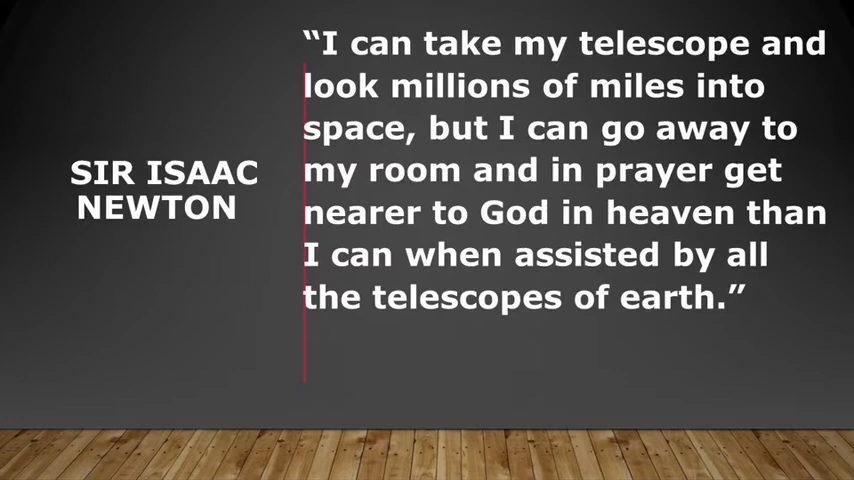 SIR ISAAC
NEWTON
“I can take my telescope and
look millions of miles into
space, but I can go away to
my room and in prayer get
nearer to God in heaven than
I can when assisted by all
the telescopes of earth.”